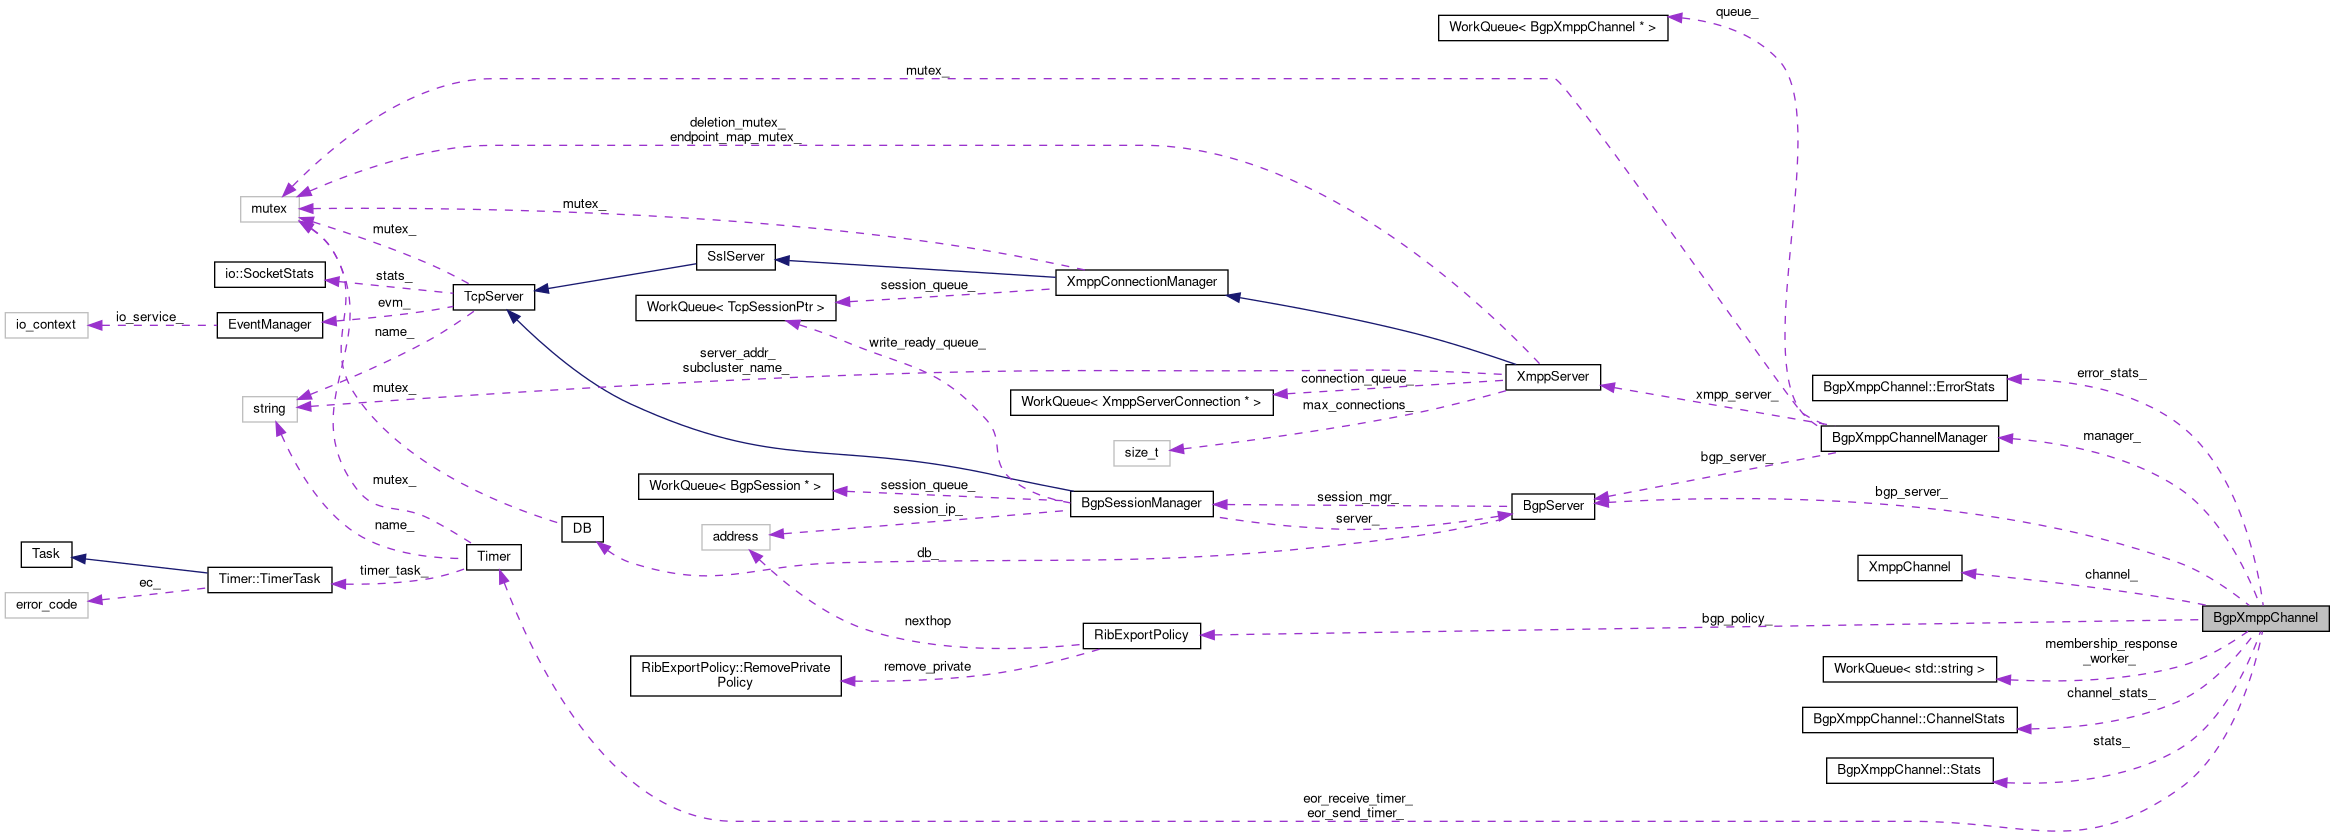 queue_
WorkQueue< BgpXmppChannel * >
mutex_
deletion_mutex_
endpoint_map_mutex_
mutex
mutex_
mutex_
SslServer
io::SocketStats
stats_
XmppConnectionManager
session_queue_
TcpServer
evm_
WorkQueue< TcpSessionPtr >
io_context
io_service_
EventManager
name_
write_ready_queue_
server_addr_
subcluster_name_
XmppServer
connection_queue_
error_stats_
BgpXmppChannel::ErrorStats
mutex_
xmpp_server_
WorkQueue< XmppServerConnection * >
max_connections_
string
manager_
BgpXmppChannelManager
size_t
bgp_server_
mutex_
WorkQueue< BgpSession * >
session_queue_
bgp_server_
session_mgr_
BgpSessionManager
BgpServer
session_ip_
server_
name_
DB
address
Task
Timer
db_
XmppChannel
channel_
timer_task_
Timer::TimerTask
ec_
error_code
nexthop
bgp_policy_
BgpXmppChannel
RibExportPolicy
membership_response
_worker_
RibExportPolicy::RemovePrivate
Policy
remove_private
WorkQueue< std::string >
channel_stats_
BgpXmppChannel::ChannelStats
stats_
BgpXmppChannel::Stats
eor_receive_timer_
eor_send_timer_